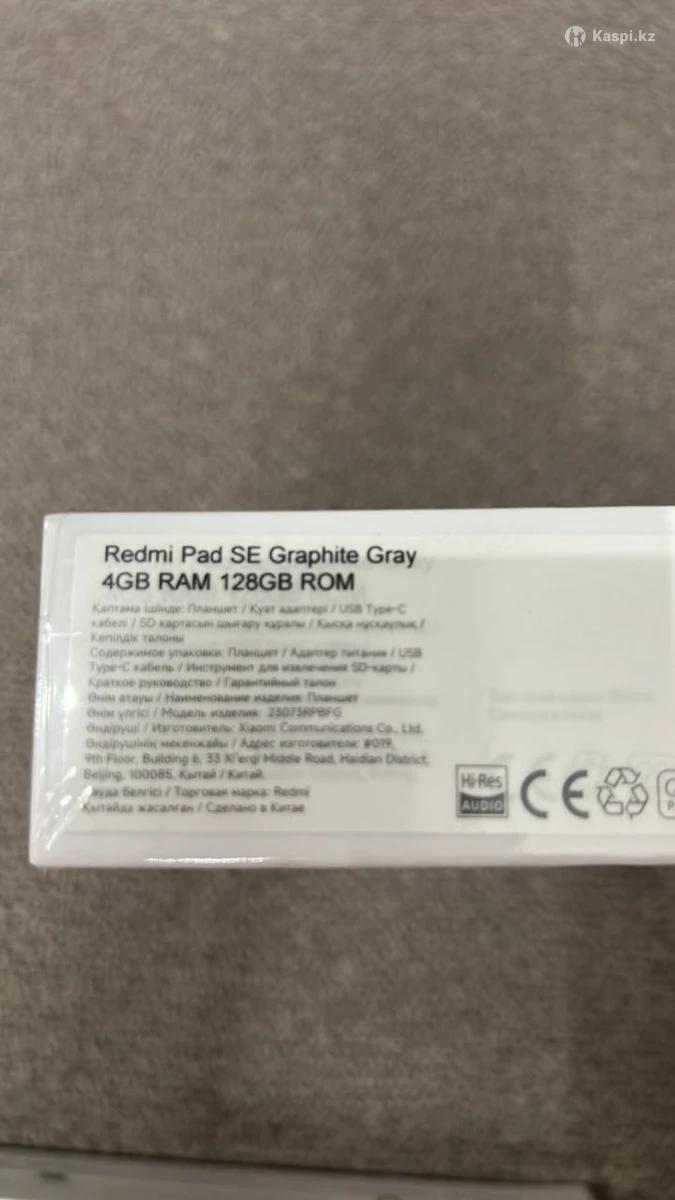 Kaspi.kz
Redmi Pad SE Graphite Gray
4GB RAM 128GB ROM
Қаптама ішінде: Планшет / Қуат адаптері / USB Type-C
кабелі / SD картасын шығару құралы / Қысқа нұсқаулық /
Кепілдік талоны
Содержимое упаковки: Планшет / Адаптер питания / USB
Type-C кабель / Инструмент для извлечения SD-карты /
Краткое руководство / Гарантийный талон
Өнім атауы / Наименование изделия: Планшет
Өнім үлгісі / Модель изделия: 23073RPBFG
Өндіруші / Изготовитель: Xiaomi Communications Co., Ltd.
Өндірушінің мекенжайы / Адрес изготовителя: #019,
9th Floor, Building 6, 33 Xi'erqi Middle Road, Haidian District,
Beijing, 100085, Қытай / Китай
Сауда белгісі / Торговая марка: Redmi
Қытайда жасалған / Сделано в Китае
Hi-Res
AUDIO
CE